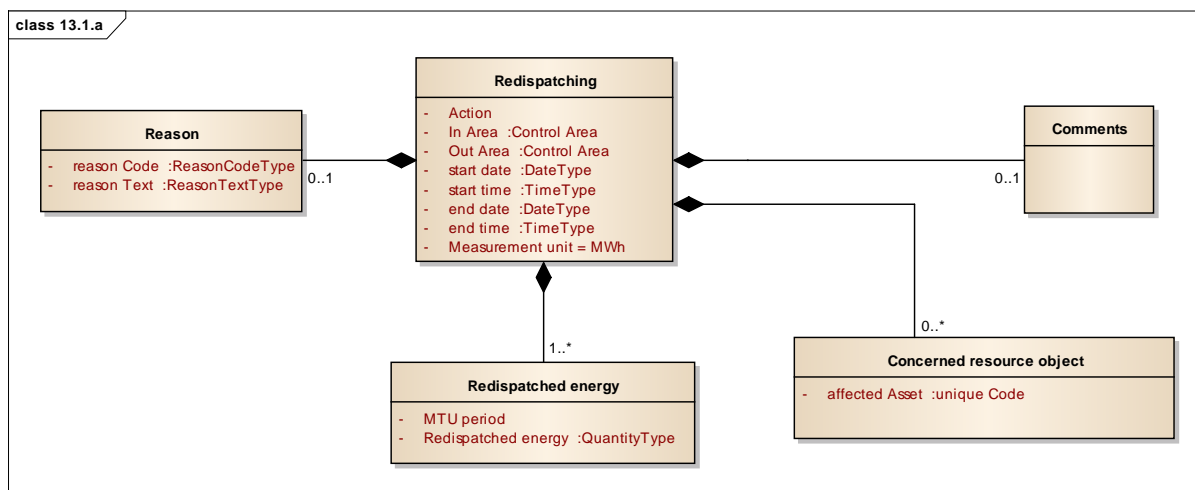 class 13.1.a
Redispatching
- Action
- In Area :Control Area
- Out Area :Control Area
- start date :DateType
- start time :TimeType
- end date :DateType
- end time :TimeType
- Measurement unit = MWh
Reason
- reason Code :ReasonCodeType
- reason Text :ReasonTextType
0..1
Comments
0..1
1..*
Redispatched energy
- MTU period
- Redispatched energy :QuantityType
0..*
Concerned resource object
- affected Asset :unique Code